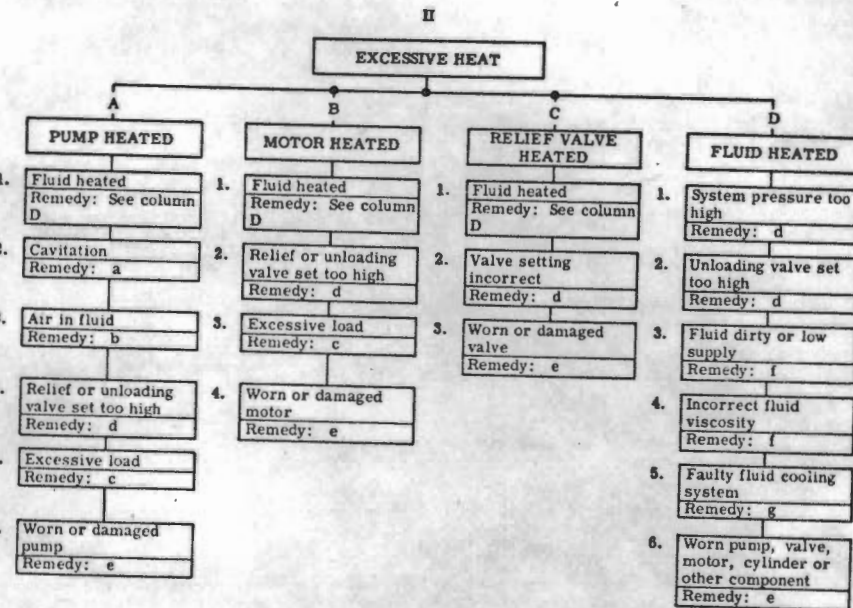 II
EXCESSIVE HEAT
A
PUMP HEATED
1. Fluid heated
Remedy: See column
D
Cavitation
Remedy: a
Air in fluid
Remedy: b
Relief or unloading
valve set too high
Remedy: d
Excessive load
Remedy: c
Worn or damaged
pump
Remedy: e
B
MOTOR HEATED
1. Fluid heated
Remedy: See column
D
2. Relief or unloading
valve set too high
Remedy: d
3. Excessive load
Remedy: c
4. Worn or damaged
motor
Remedy: e
C
RELIEF VALVE
HEATED
1. Fluid heated
Remedy: See column
D
2. Valve setting
incorrect
Remedy: d
3. Worn or damaged
valve
Remedy: e
D
FLUID HEATED
1. System pressure too
high
Remedy: d
2. Unloading valve set
too high
Remedy: d
3. Fluid dirty or low
supply
Remedy: f
4. Incorrect fluid
viscosity
Remedy: f
5. Faulty fluid cooling
system
Remedy: g
6. Worn pump, valve,
motor, cylinder or
other component
Remedy: e